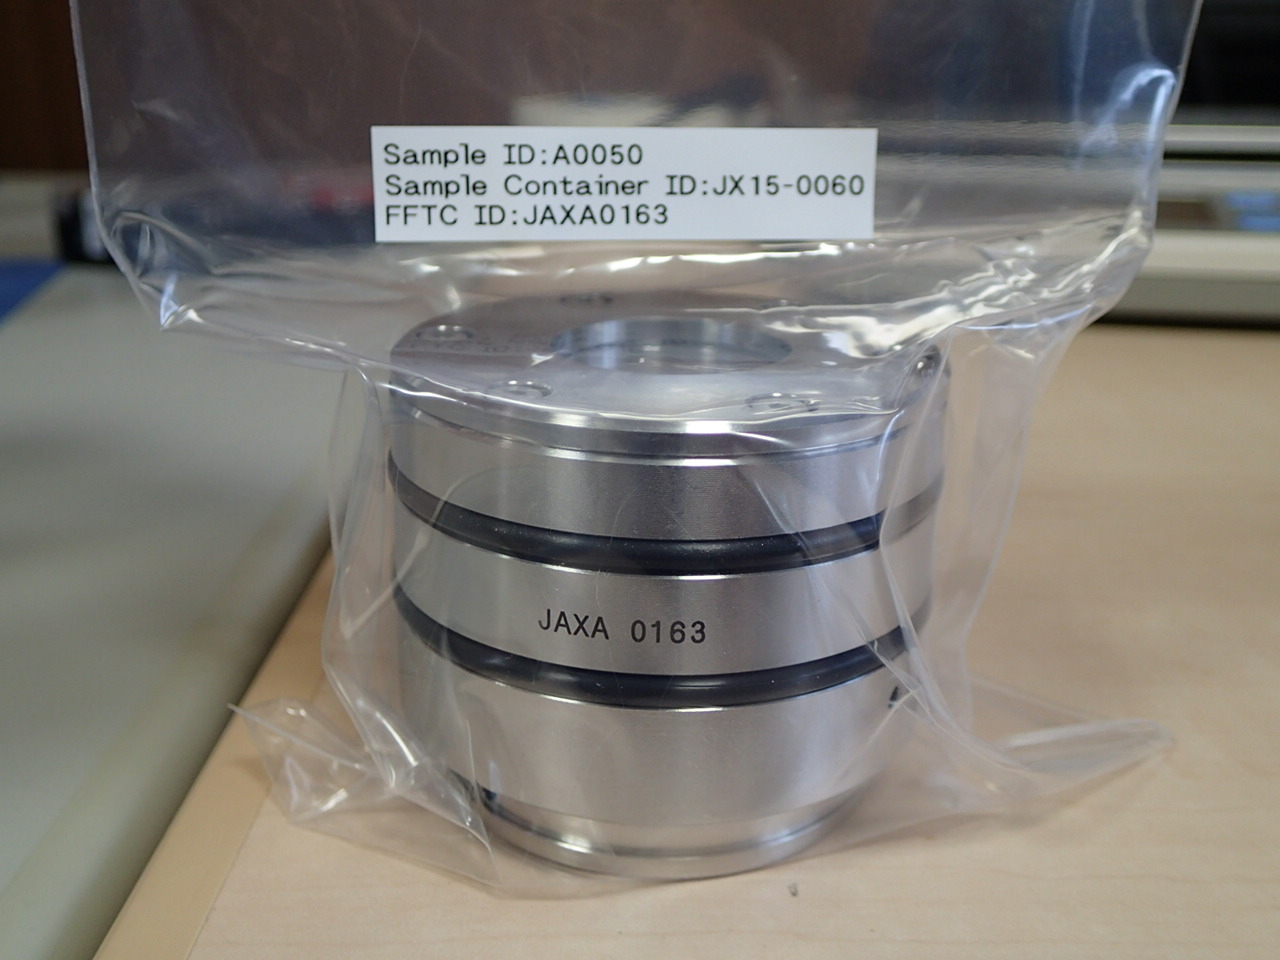 Sample ID:A0050
Sample Container ID:JX15-0060
FFTC ID:JAXA0163
JAXA 0163